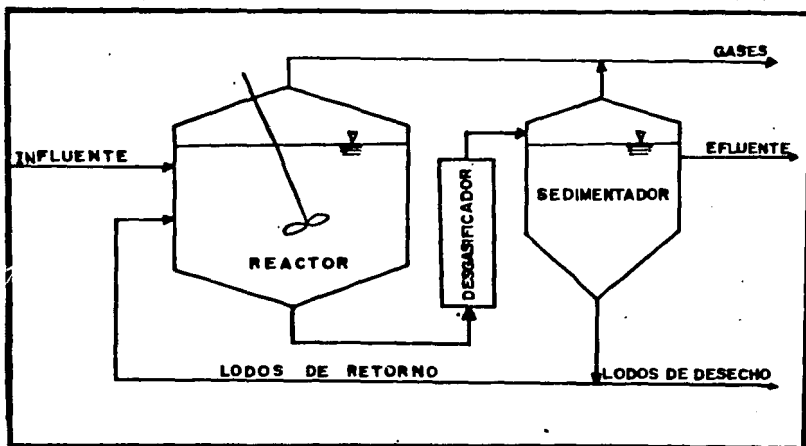 GASES
INFLUENTE
EFLUENTE
SEDIMENTADOR
DESGASIFICADOR
REACTOR
LODOS DE RETORNO
LODOS DE DESECHO